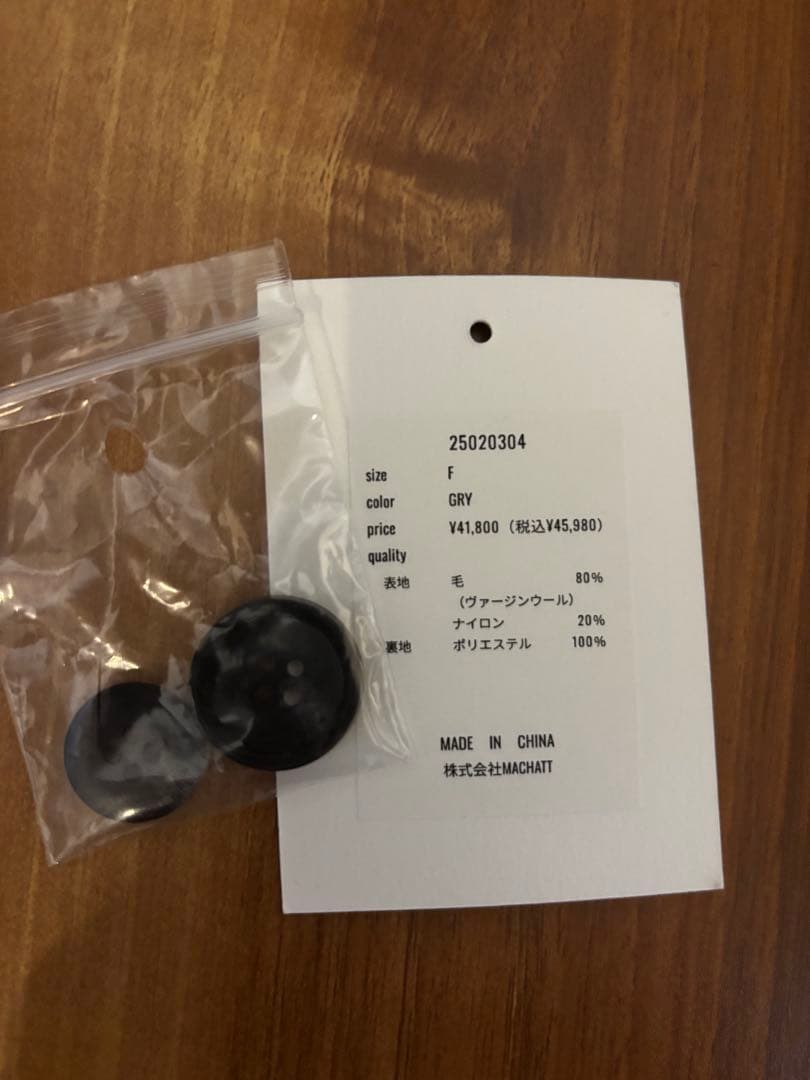 25020304
size F
color GRY
price ¥41,800（税込¥45,980）
quality
表地 毛 80%
（ヴァージンウール）
ナイロン 20%
裏地 ポリエステル 100%
MADE IN CHINA
株式会社MACHATT